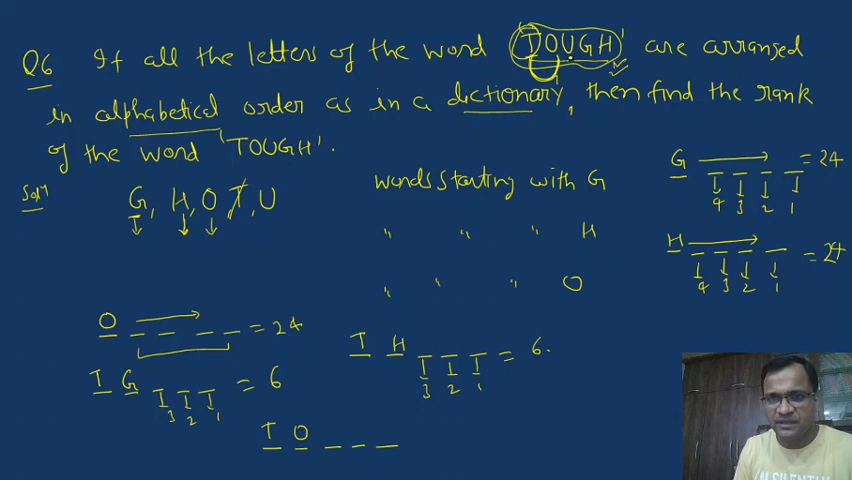 Q6 If all the letters of the word 'TOUGH' are arranged
in alphabetical order as in a dictionary, then find the rank
of the word 'TOUGH'.
Solⁿ
G, H, O T, U
words starting with G
" " " H
" " " O
G = 24
4 3 2 1
H = 24
4 3 2 1
O _ _ _ _ = 24
T G = 6
3 2 1
T H = 6.
3 2 1
T O _ _ _